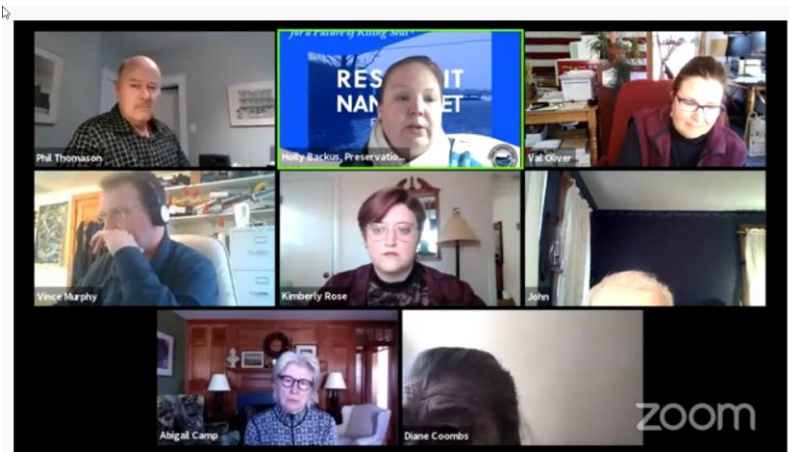 for a Future of Rising Seas
RES IT
NAN ET
Phil Thomason
Holly Backus, Preservatio...
Val Oliver
Vince Murphy
Kimberly Rose
John
Abigail Camp
Diane Coombs
zoom